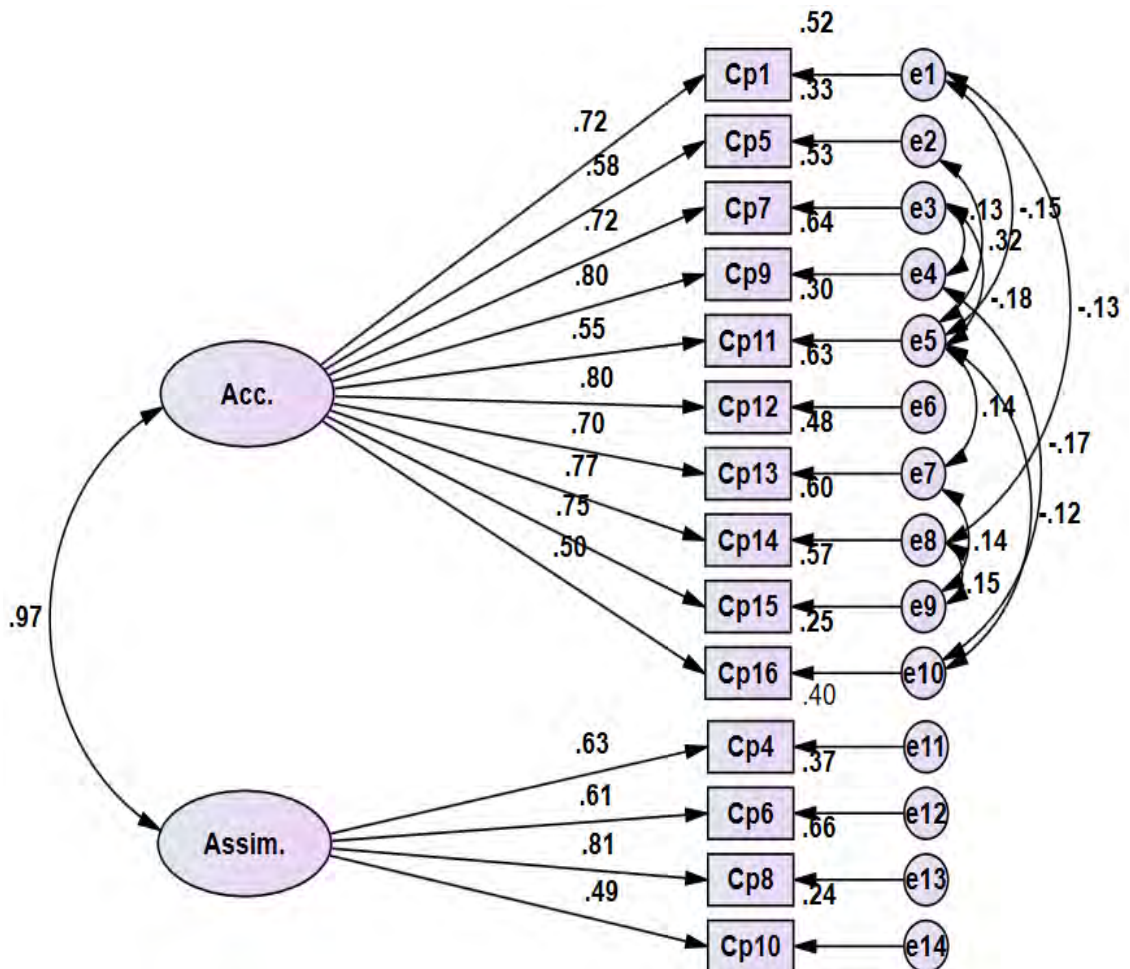 .52
Cp1
e1
.33
.72
Cp5
e2
.53
.58
Cp7
e3
.13
-.15
.64
.72
.32
Cp9
e4
.80
.30
-.18
-.13
.55
Cp11
e5
.63
.80
Acc.
Cp12
e6
.14
.48
.70
-.17
Cp13
e7
.77
.60
.75
-.12
Cp14
e8
.14
.50
.57
.15
Cp15
e9
.97
.25
Cp16
e10
.40
.63
Cp4
e11
.37
.61
Cp6
e12
.66
Assim.
.81
Cp8
e13
.49
.24
Cp10
e14